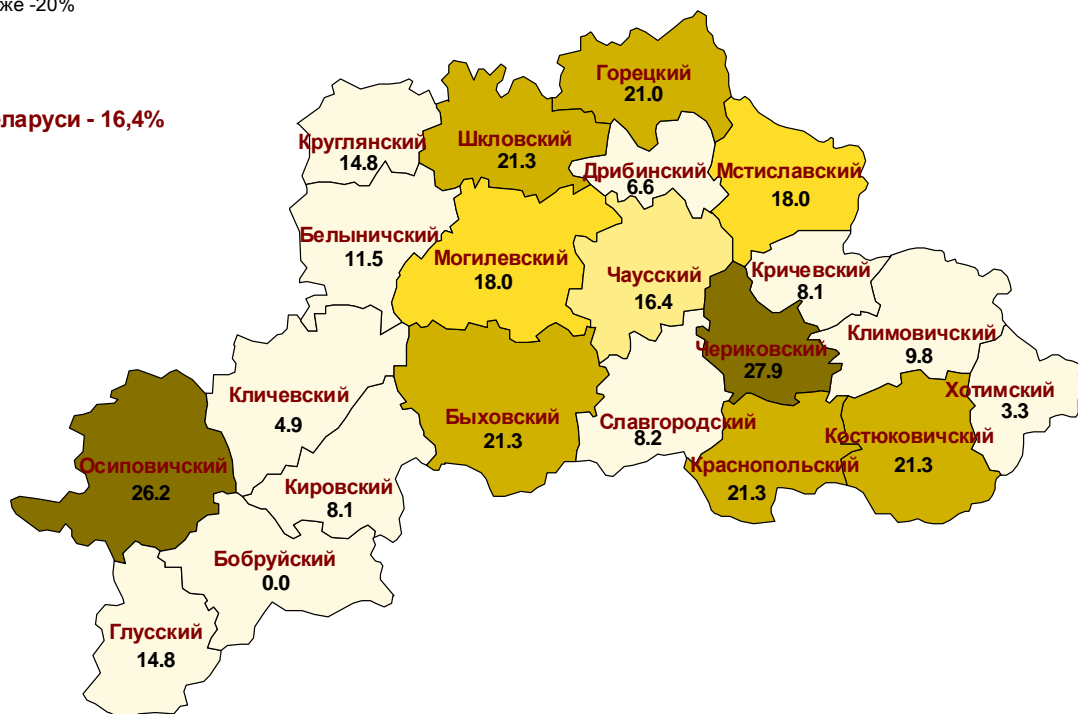 же -20%
Горецкий
21.0
еларуси - 16,4%
Круглянский
14.8
Шкловский
21.3
Дрибинский
6.6
Мстиславский
18.0
Белыничский
11.5
Могилевский
18.0
Чаусский
16.4
Кричевский
8.1
Климовичский
9.8
Чериковский
27.9
Хотимский
3.3
Кличевский
4.9
Быховский
21.3
Славгородский
8.2
Костюковичский
21.3
Осиповичский
26.2
Краснопольский
21.3
Кировский
8.1
Бобруйский
0.0
Глусский
14.8